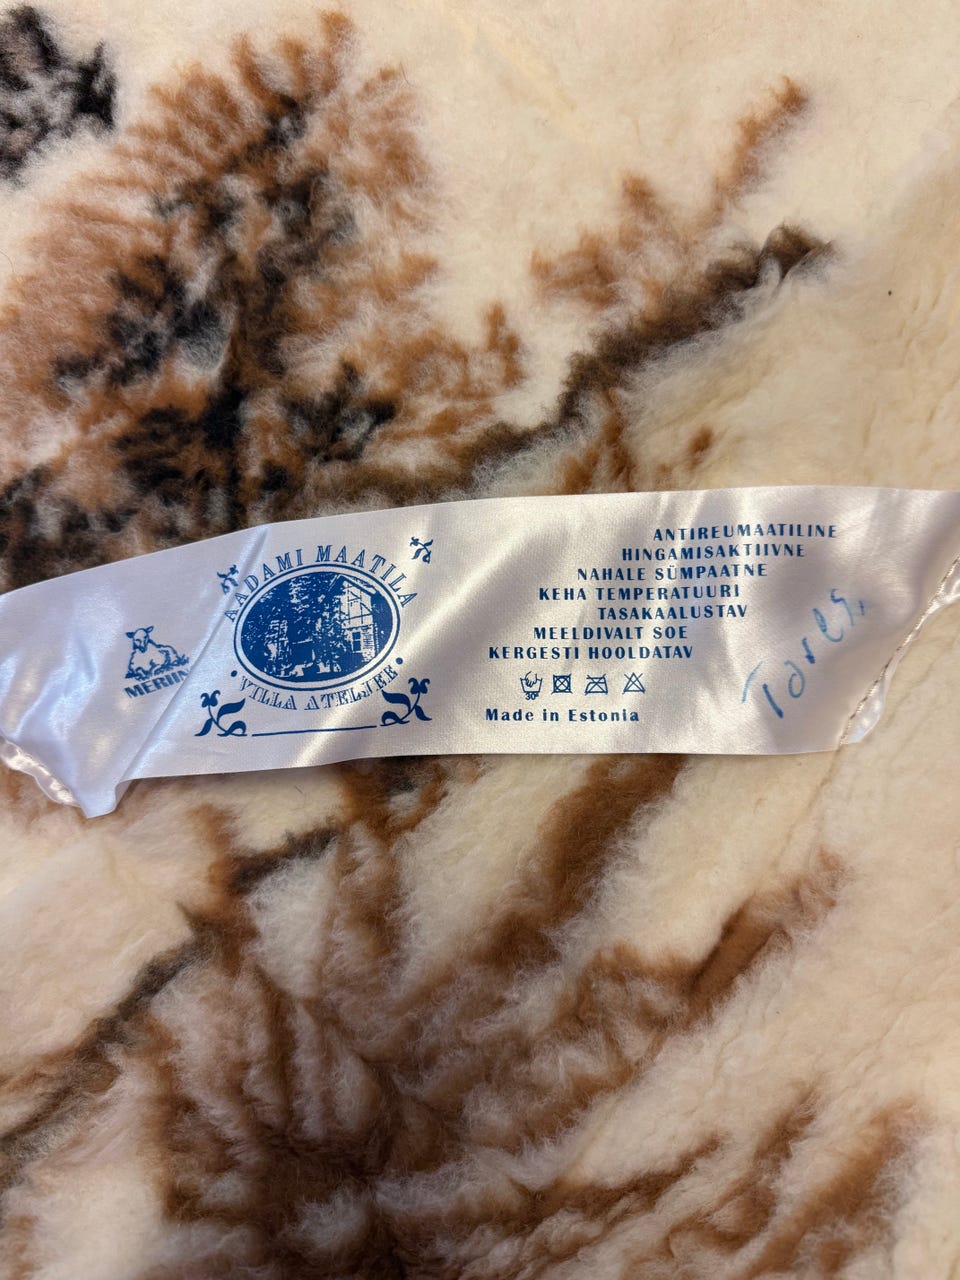 MERIIN
AADAMI MAATILA
VILLA ATELJEE
ANTIREUMAATILINE
HINGAMISAKTIIVNE
NAHALE SÜMPAATNE
KEHA TEMPERATUURI
TASAKAALUSTAV
MEELDIVALT SOE
KERGESTI HOOLDATAV
30°
Made in Estonia